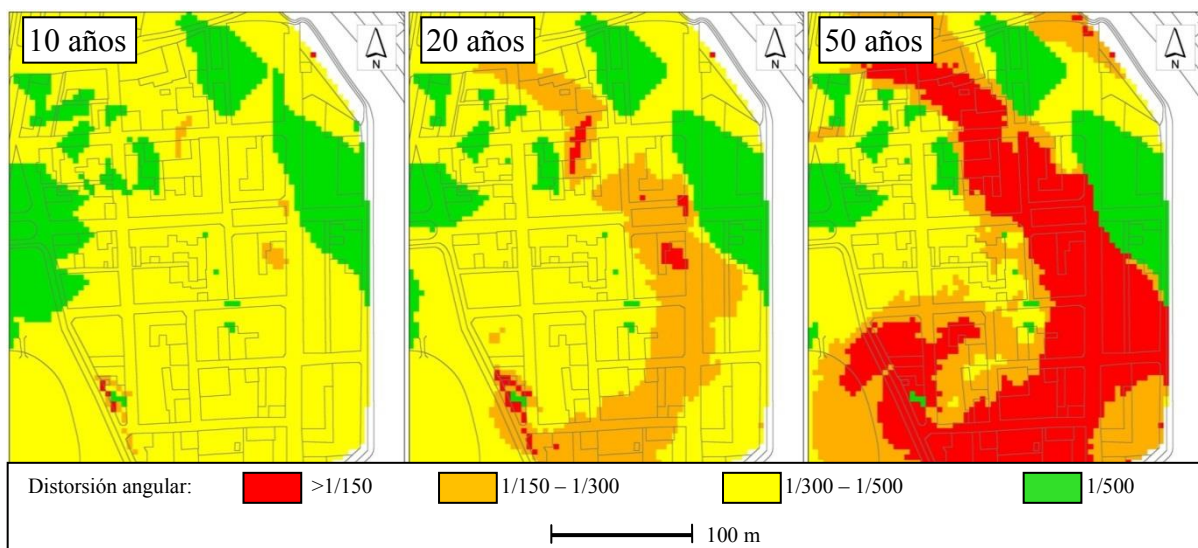 10 años
N
20 años
N
50 años
N
Distorsión angular:
>1/150
1/150 – 1/300
1/300 – 1/500
1/500
100 m